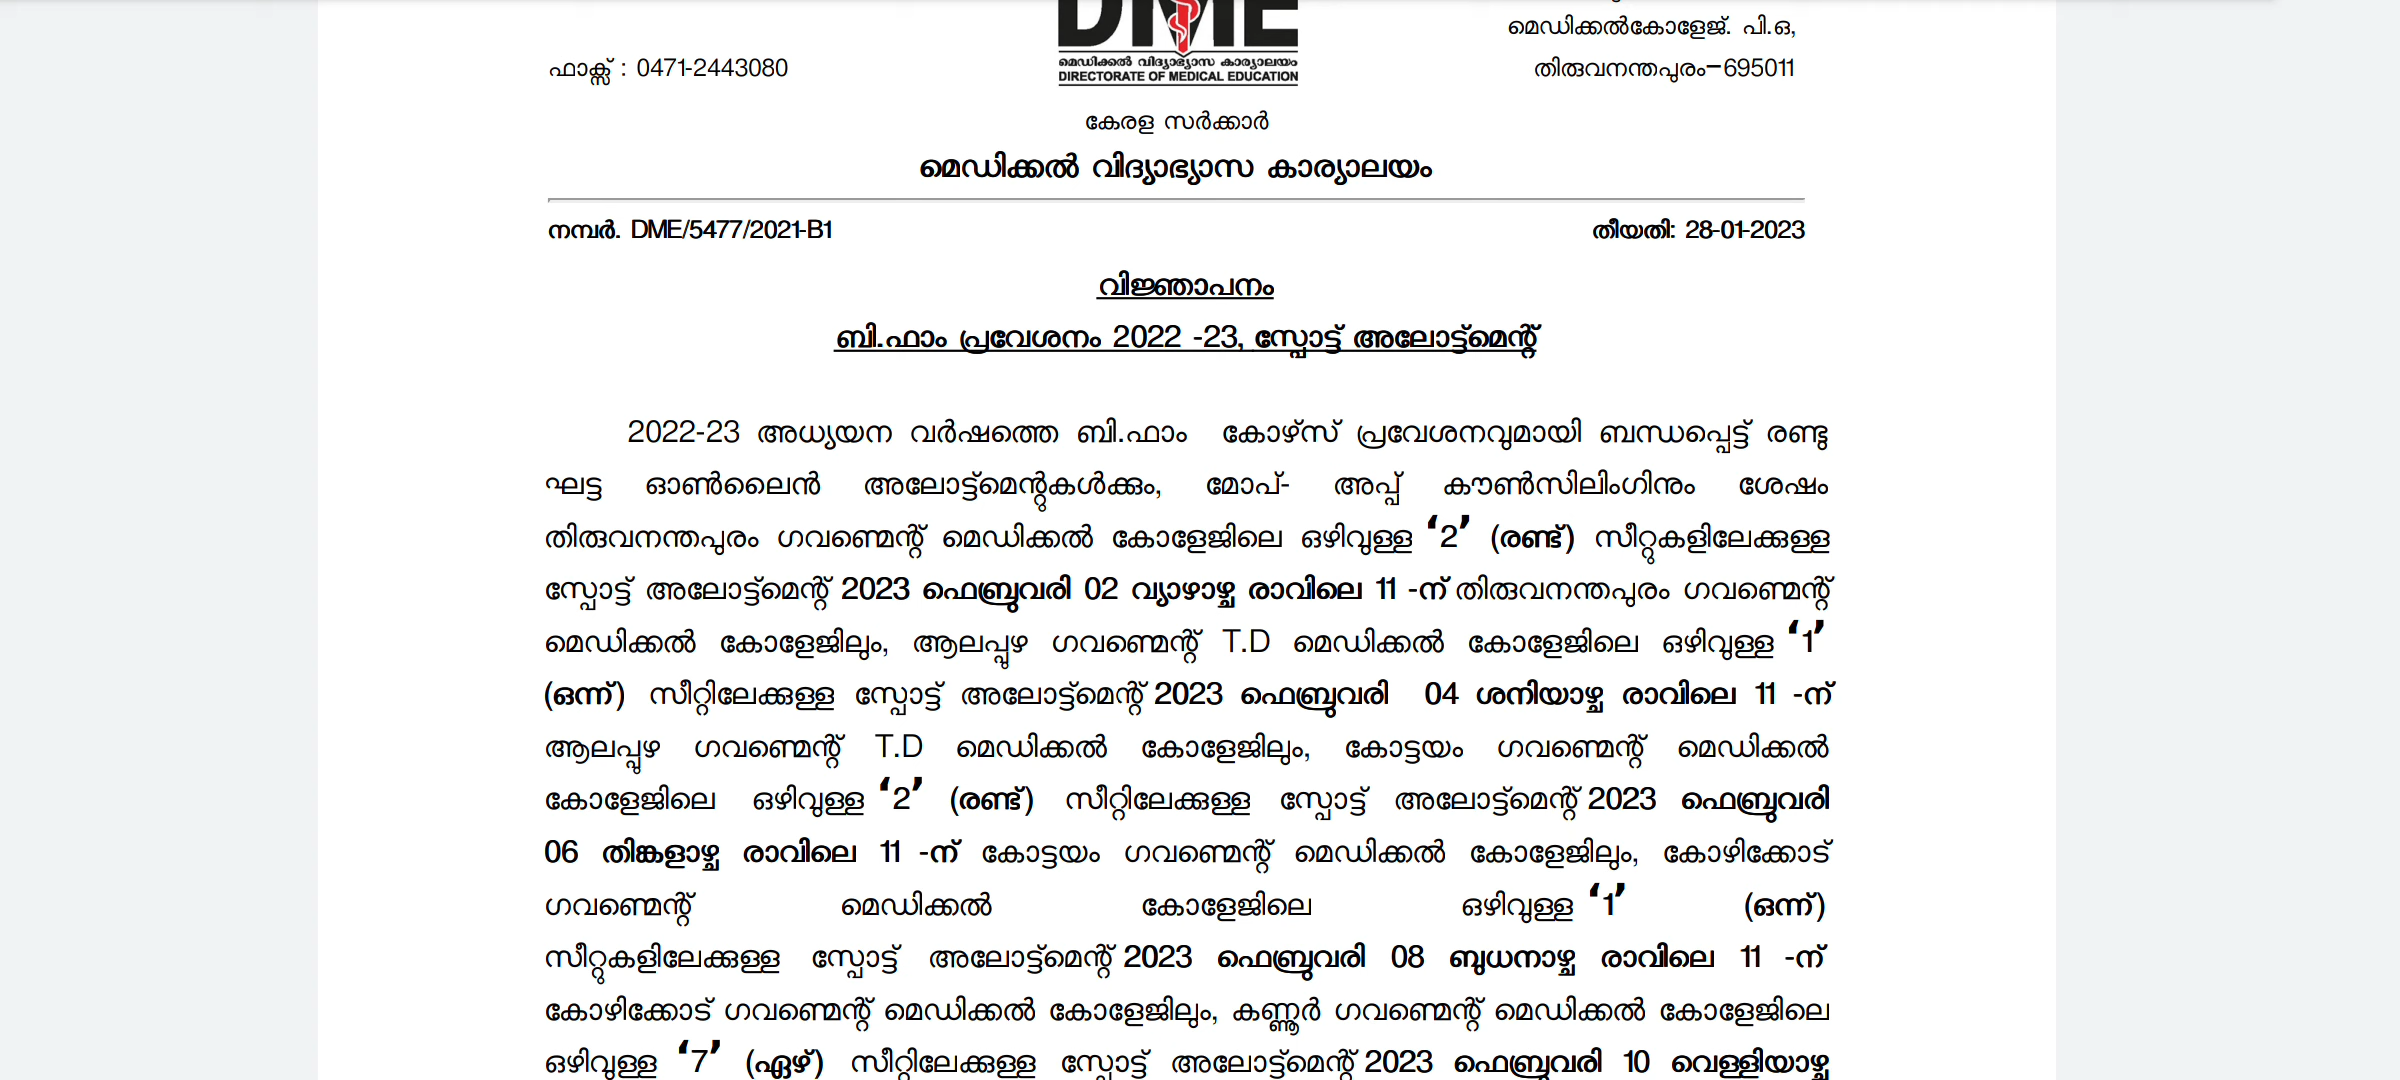 മെഡിക്കൽകോളേജ്. പി.ഒ,
ഫാക്സ് : 0471-2443080
DME
മെഡിക്കൽ വിദ്യാഭ്യാസ കാര്യാലയം
DIRECTORATE OF MEDICAL EDUCATION
തിരുവനന്തപുരം–695011
കേരള സർക്കാർ
മെഡിക്കൽ വിദ്യാഭ്യാസ കാര്യാലയം
നമ്പർ. DME/5477/2021-B1 തീയതി: 28-01-2023
വിജ്ഞാപനം
ബി.ഫാം പ്രവേശനം 2022 -23, സ്പോട്ട് അലോട്ട്മെന്റ്
2022-23 അധ്യയന വർഷത്തെ ബി.ഫാം കോഴ്സ് പ്രവേശനവുമായി ബന്ധപ്പെട്ട് രണ്ടു
ഘട്ട ഓൺലൈൻ അലോട്ട്മെന്റുകൾക്കും, മോപ്- അപ്പ് കൗൺസിലിംഗിനും ശേഷം
തിരുവനന്തപുരം ഗവണ്മെന്റ് മെഡിക്കൽ കോളേജിലെ ഒഴിവുള്ള ‘2’ (രണ്ട്) സീറ്റുകളിലേക്കുള്ള
സ്പോട്ട് അലോട്ട്മെന്റ് 2023 ഫെബ്രുവരി 02 വ്യാഴാഴ്ച രാവിലെ 11 -ന് തിരുവനന്തപുരം ഗവണ്മെന്റ്
മെഡിക്കൽ കോളേജിലും, ആലപ്പുഴ ഗവണ്മെന്റ് T.D മെഡിക്കൽ കോളേജിലെ ഒഴിവുള്ള ‘1’
(ഒന്ന്) സീറ്റിലേക്കുള്ള സ്പോട്ട് അലോട്ട്മെന്റ് 2023 ഫെബ്രുവരി 04 ശനിയാഴ്ച രാവിലെ 11 -ന്
ആലപ്പുഴ ഗവണ്മെന്റ് T.D മെഡിക്കൽ കോളേജിലും, കോട്ടയം ഗവണ്മെന്റ് മെഡിക്കൽ
കോളേജിലെ ഒഴിവുള്ള ‘2’ (രണ്ട്) സീറ്റിലേക്കുള്ള സ്പോട്ട് അലോട്ട്മെന്റ് 2023 ഫെബ്രുവരി
06 തിങ്കളാഴ്ച രാവിലെ 11 -ന് കോട്ടയം ഗവണ്മെന്റ് മെഡിക്കൽ കോളേജിലും, കോഴിക്കോട്
ഗവണ്മെന്റ് മെഡിക്കൽ കോളേജിലെ ഒഴിവുള്ള ‘1’ (ഒന്ന്)
സീറ്റുകളിലേക്കുള്ള സ്പോട്ട് അലോട്ട്മെന്റ് 2023 ഫെബ്രുവരി 08 ബുധനാഴ്ച രാവിലെ 11 -ന്
കോഴിക്കോട് ഗവണ്മെന്റ് മെഡിക്കൽ കോളേജിലും, കണ്ണൂർ ഗവണ്മെന്റ് മെഡിക്കൽ കോളേജിലെ
ഒഴിവുള്ള ‘7’ (ഏഴ്) സീറ്റിലേക്കുള്ള സ്പോട്ട് അലോട്ട്മെന്റ് 2023 ഫെബ്രുവരി 10 വെള്ളിയാഴ്ച